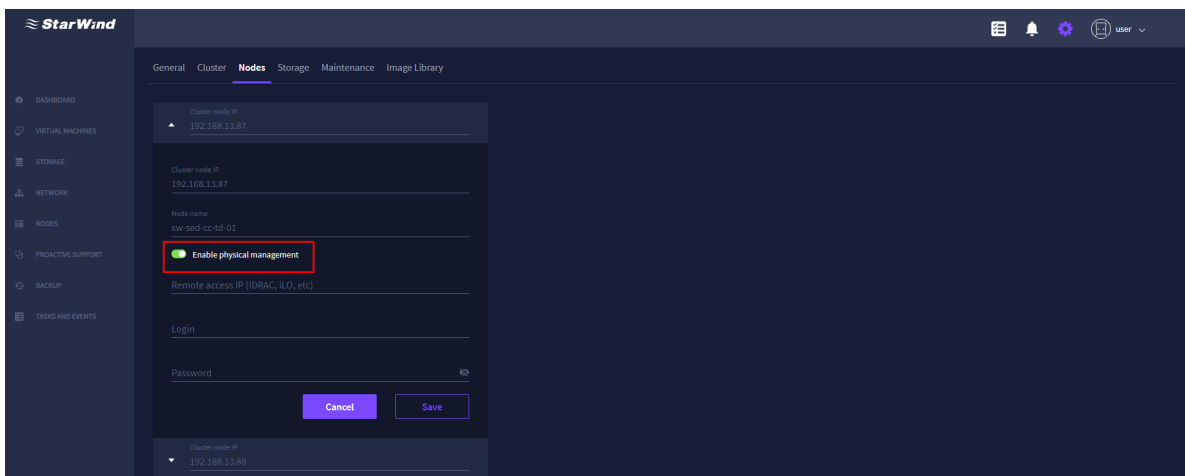 StarWind
user
General Cluster Nodes Storage Maintenance Image Library
DASHBOARD
VIRTUAL MACHINES
STORAGE
NETWORK
NODES
PROACTIVE SUPPORT
BACKUP
TASKS AND EVENTS
Cluster node IP
192.168.13.87
Cluster node IP
192.168.13.87
Node name
sw-sed-cc-td-01
Enable physical management
Remote access IP (IDRAC, iLO, etc)
Login
Password
Cancel Save
Cluster node IP
192.168.13.88